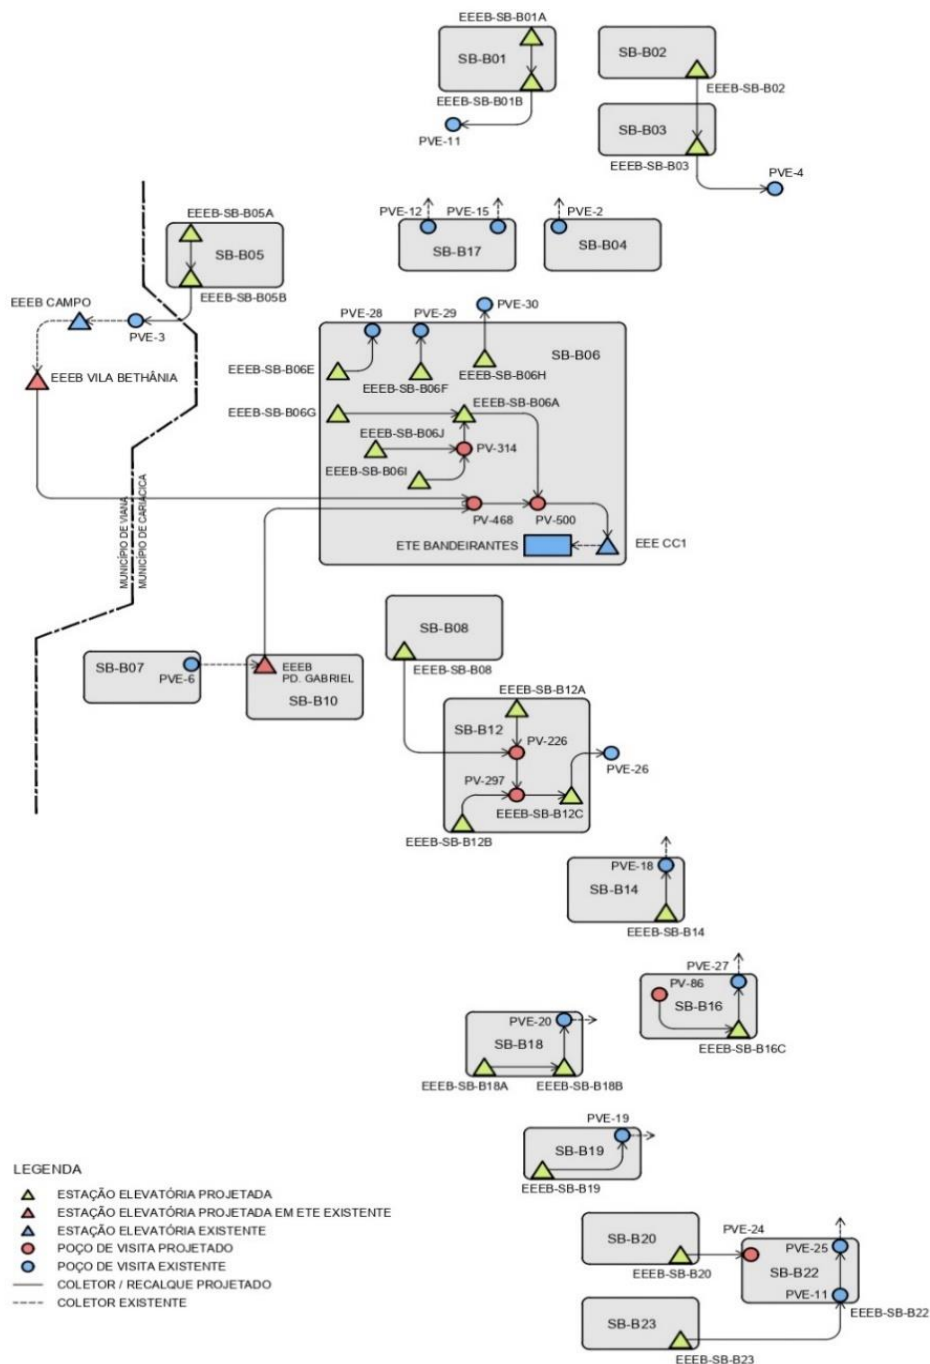 EEEB-SB-B01A
SB-B01
EEEB-SB-B01B
PVE-11
SB-B02
EEEB-SB-B02
SB-B03
EEEB-SB-B03
PVE-4
PVE-12
PVE-15
SB-B17
PVE-2
SB-B04
EEEB-SB-B05A
SB-B05
EEEB-SB-B05B
EEEB CAMPO
PVE-3
EEEB VILA BETHÂNIA
MUNICÍPIO DE VIANA
MUNICÍPIO DE CARIACICA
PVE-28
PVE-29
PVE-30
SB-B06
EEEB-SB-B06E
EEEB-SB-B06F
EEEB-SB-B06H
EEEB-SB-B06G
EEEB-SB-B06A
EEEB-SB-B06J
PV-314
EEEB-SB-B06I
PV-468
PV-500
ETE BANDEIRANTES
EEE CC1
SB-B07
PVE-6
EEEB
PD. GABRIEL
SB-B10
SB-B08
EEEB-SB-B08
EEEB-SB-B12A
SB-B12
PV-226
PV-297
EEEB-SB-B12C
EEEB-SB-B12B
PVE-26
PVE-18
SB-B14
EEEB-SB-B14
PVE-27
PV-86
SB-B16
EEEB-SB-B16C
PVE-20
SB-B18
EEEB-SB-B18A
EEEB-SB-B18B
PVE-19
SB-B19
EEEB-SB-B19
SB-B20
EEEB-SB-B20
PVE-24
PVE-25
SB-B22
PVE-11
EEEB-SB-B22
SB-B23
EEEB-SB-B23
LEGENDA
ESTAÇÃO ELEVATÓRIA PROJETADA
ESTAÇÃO ELEVATÓRIA PROJETADA EM ETE EXISTENTE
ESTAÇÃO ELEVATÓRIA EXISTENTE
POÇO DE VISITA PROJETADO
POÇO DE VISITA EXISTENTE
COLETOR / RECALQUE PROJETADO
COLETOR EXISTENTE